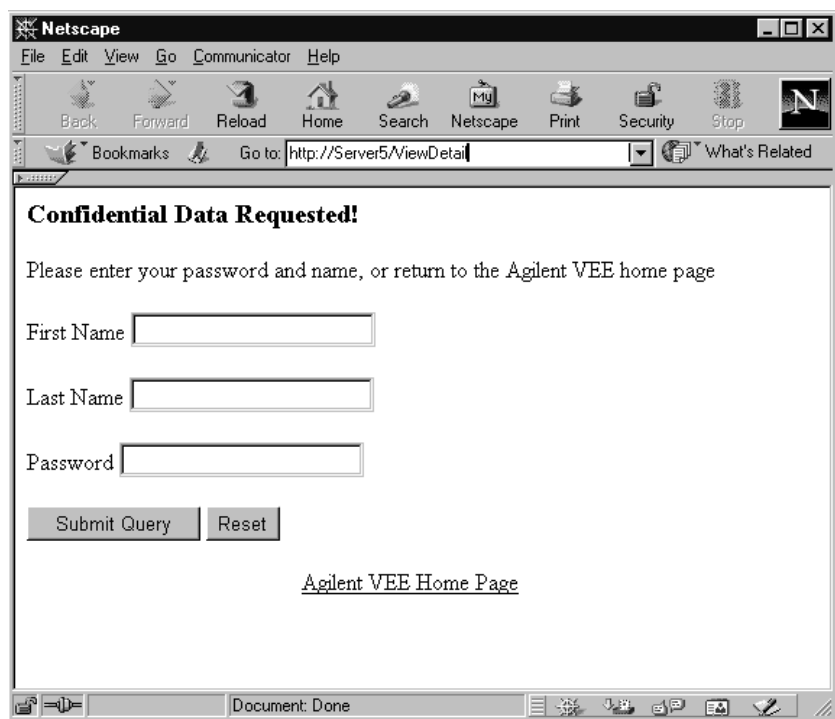 Netscape
File Edit View Go Communicator Help
My
N
Back Forward Reload Home Search Netscape Print Security Stop
Bookmarks Go to: http://Server5/ViewDetail What's Related
Confidential Data Requested!
Please enter your password and name, or return to the Agilent VEE home page
First Name
Last Name
Password
Submit Query Reset
Agilent VEE Home Page
Document: Done